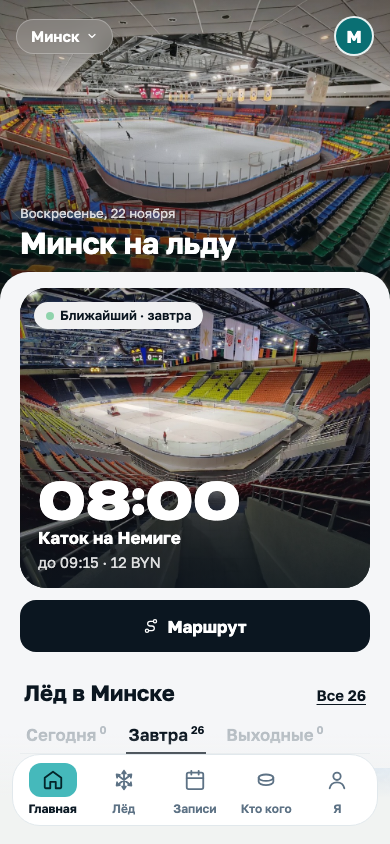 Минск
М
Воскресенье, 22 ноября
Минск на льду
Ближайший · завтра
08:00
Каток на Немиге
до 09:15 · 12 BYN
Маршрут
Лёд в Минске
Все 26
Сегодня 0
Завтра 26
Выходные 0
Главная
Лёд
Записи
Кто кого
Я